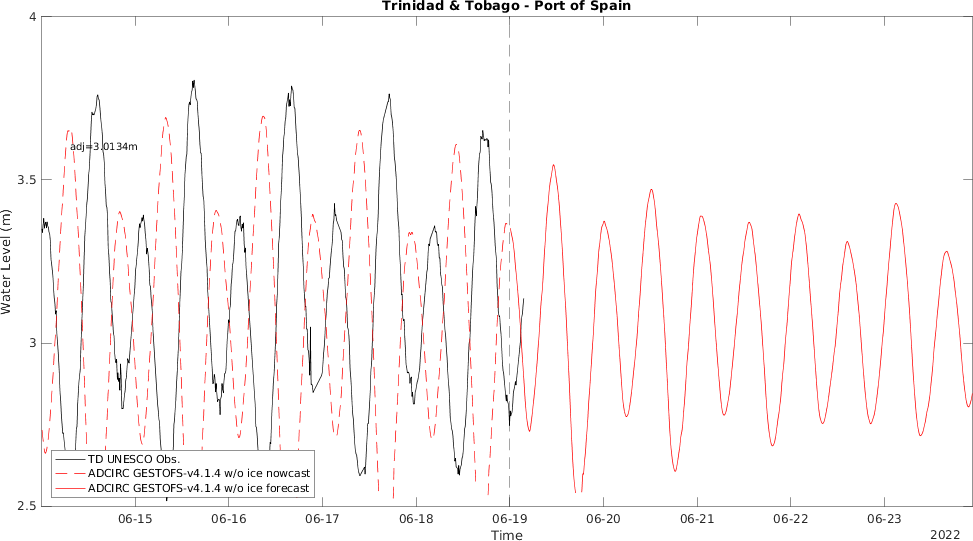 Trinidad & Tobago - Port of Spain
4
3.5
3
2.5
Water Level (m)
adj=3.0134m
TD UNESCO Obs.
ADCIRC GESTOFS-v4.1.4 w/o ice nowcast
ADCIRC GESTOFS-v4.1.4 w/o ice forecast
06-15 06-16 06-17 06-18 06-19 06-20 06-21 06-22 06-23
Time
2022